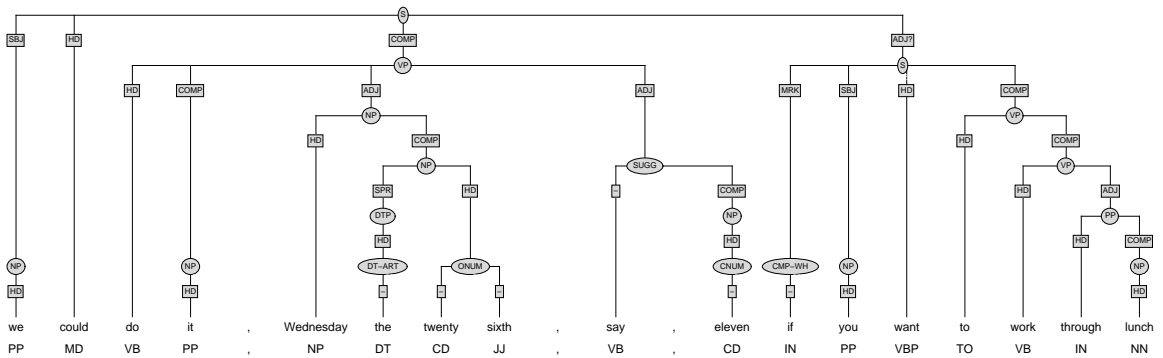 S
SBJ HD COMP ADJ?
VP S
HD COMP ADJ ADJ MRK SBJ HD COMP
NP VP
HD COMP HD COMP
NP SUGG VP
SPR HD – COMP HD ADJ
DTP NP PP
HD HD HD COMP
NP NP DT–ART ONUM CNUM CMP–WH NP NP
HD HD – – – – – HD HD
we could do it , Wednesday the twenty sixth , say , eleven if you want to work through lunch
PP MD VB PP , NP DT CD JJ , VB , CD IN PP VBP TO VB IN NN